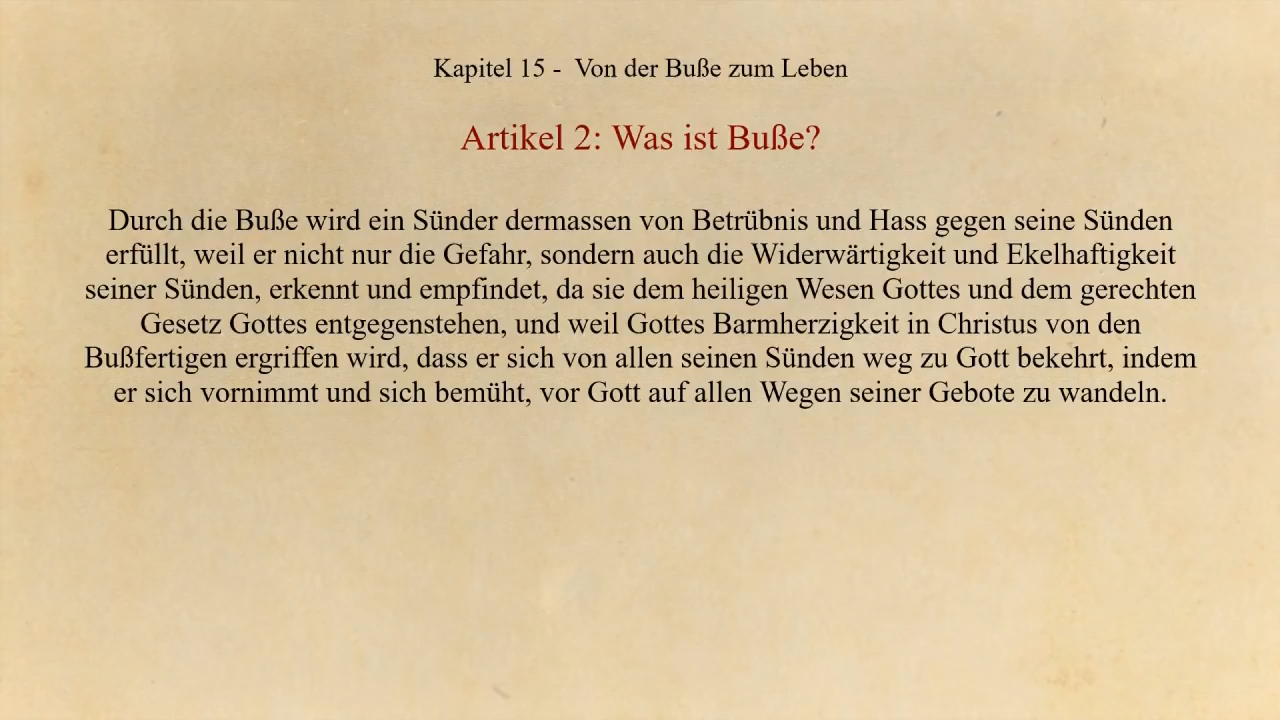 Kapitel 15 -  Von der Buße zum Leben
Artikel 2: Was ist Buße?
Durch die Buße wird ein Sünder dermassen von Betrübnis und Hass gegen seine Sünden
erfüllt, weil er nicht nur die Gefahr, sondern auch die Widerwärtigkeit und Ekelhaftigkeit
seiner Sünden, erkennt und empfindet, da sie dem heiligen Wesen Gottes und dem gerechten
Gesetz Gottes entgegenstehen, und weil Gottes Barmherzigkeit in Christus von den
Bußfertigen ergriffen wird, dass er sich von allen seinen Sünden weg zu Gott bekehrt, indem
er sich vornimmt und sich bemüht, vor Gott auf allen Wegen seiner Gebote zu wandeln.